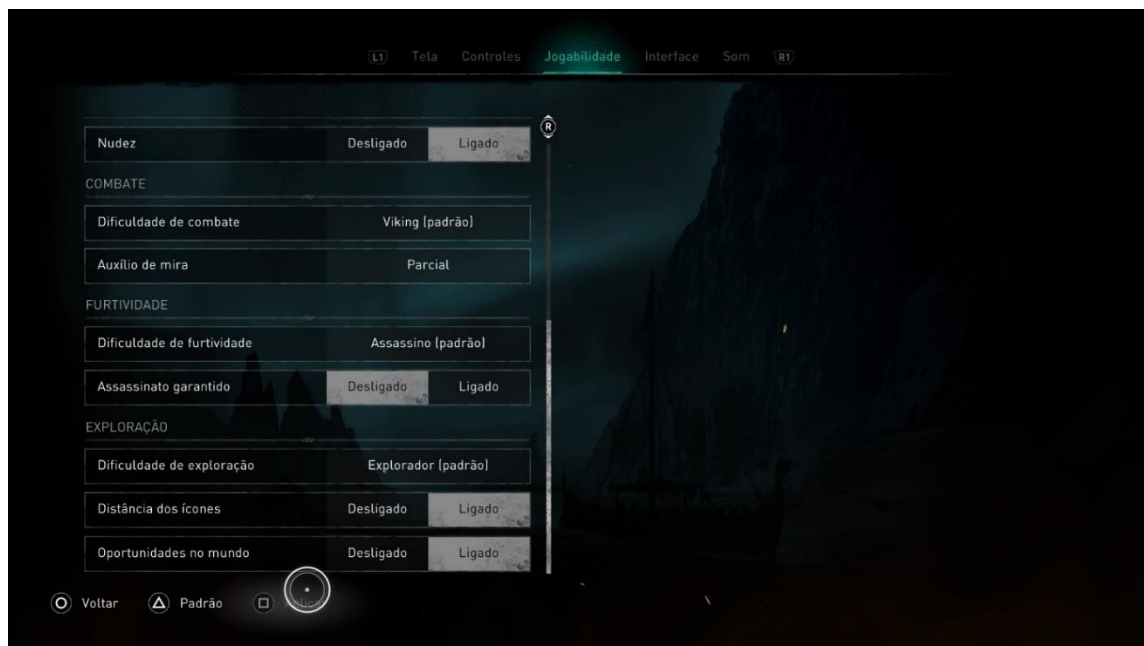 L1 Tela Controles Jogabilidade Interface Som R1
R
Nudez Desligado Ligado
COMBATE
Dificuldade de combate Viking (padrão)
Auxílio de mira Parcial
FURTIVIDADE
Dificuldade de furtividade Assassino (padrão)
Assassinato garantido Desligado Ligado
EXPLORAÇÃO
Dificuldade de exploração Explorador (padrão)
Distância dos ícones Desligado Ligado
Oportunidades no mundo Desligado Ligado
Voltar Padrão